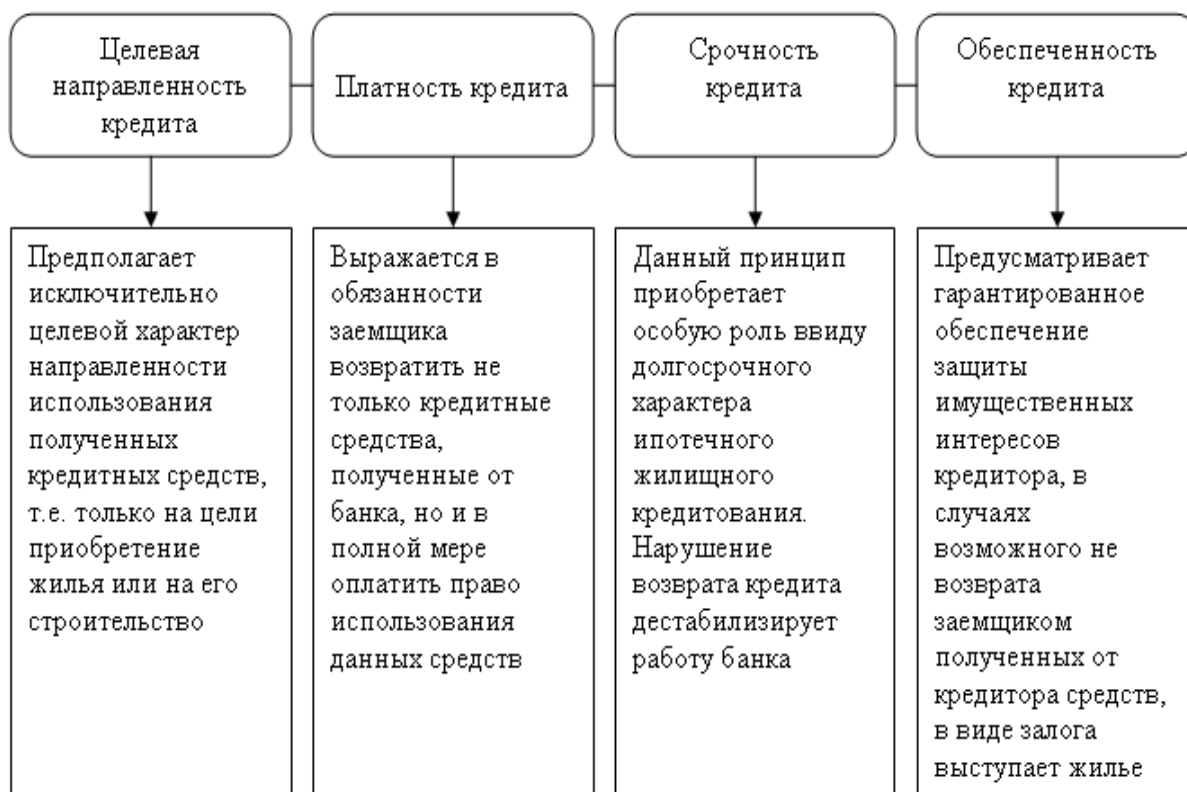 Целевая
направленность
кредита
Платность кредита
Срочность
кредита
Обеспеченность
кредита
Предполагает
исключительно
целевой характер
направленности
использования
полученных
кредитных средств,
т.е. только на цели
приобретение
жилья или на его
строительство
Выражается в
обязанности
заемщика
возвратить не
только кредитные
средства,
полученные от
банка, но и в
полной мере
оплатить право
использования
данных средств
Данный принцип
приобретает
особую роль ввиду
долгосрочного
характера
ипотечного
жилищного
кредитования.
Нарушение
возврата кредита
дестабилизирует
работу банка
Предусматривает
гарантированное
обеспечение
защиты
имущественных
интересов
кредитора, в
случаях
возможного не
возврата
заемщиком
полученных от
кредитора средств,
в виде залога
выступает жилье